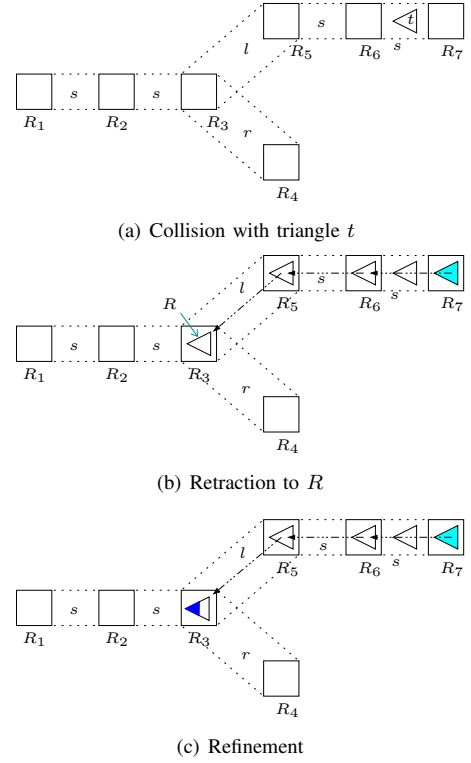 l s t
R5 R6 s R7
s s
R1 R2 R3 r
R4
(a) Collision with triangle t
l s
R R5 R6 s R7
s s
R1 R2 R3
r
R4
(b) Retraction to R
l s
R5 R6 s R7
s s
R1 R2 R3
r
R4
(c) Refinement